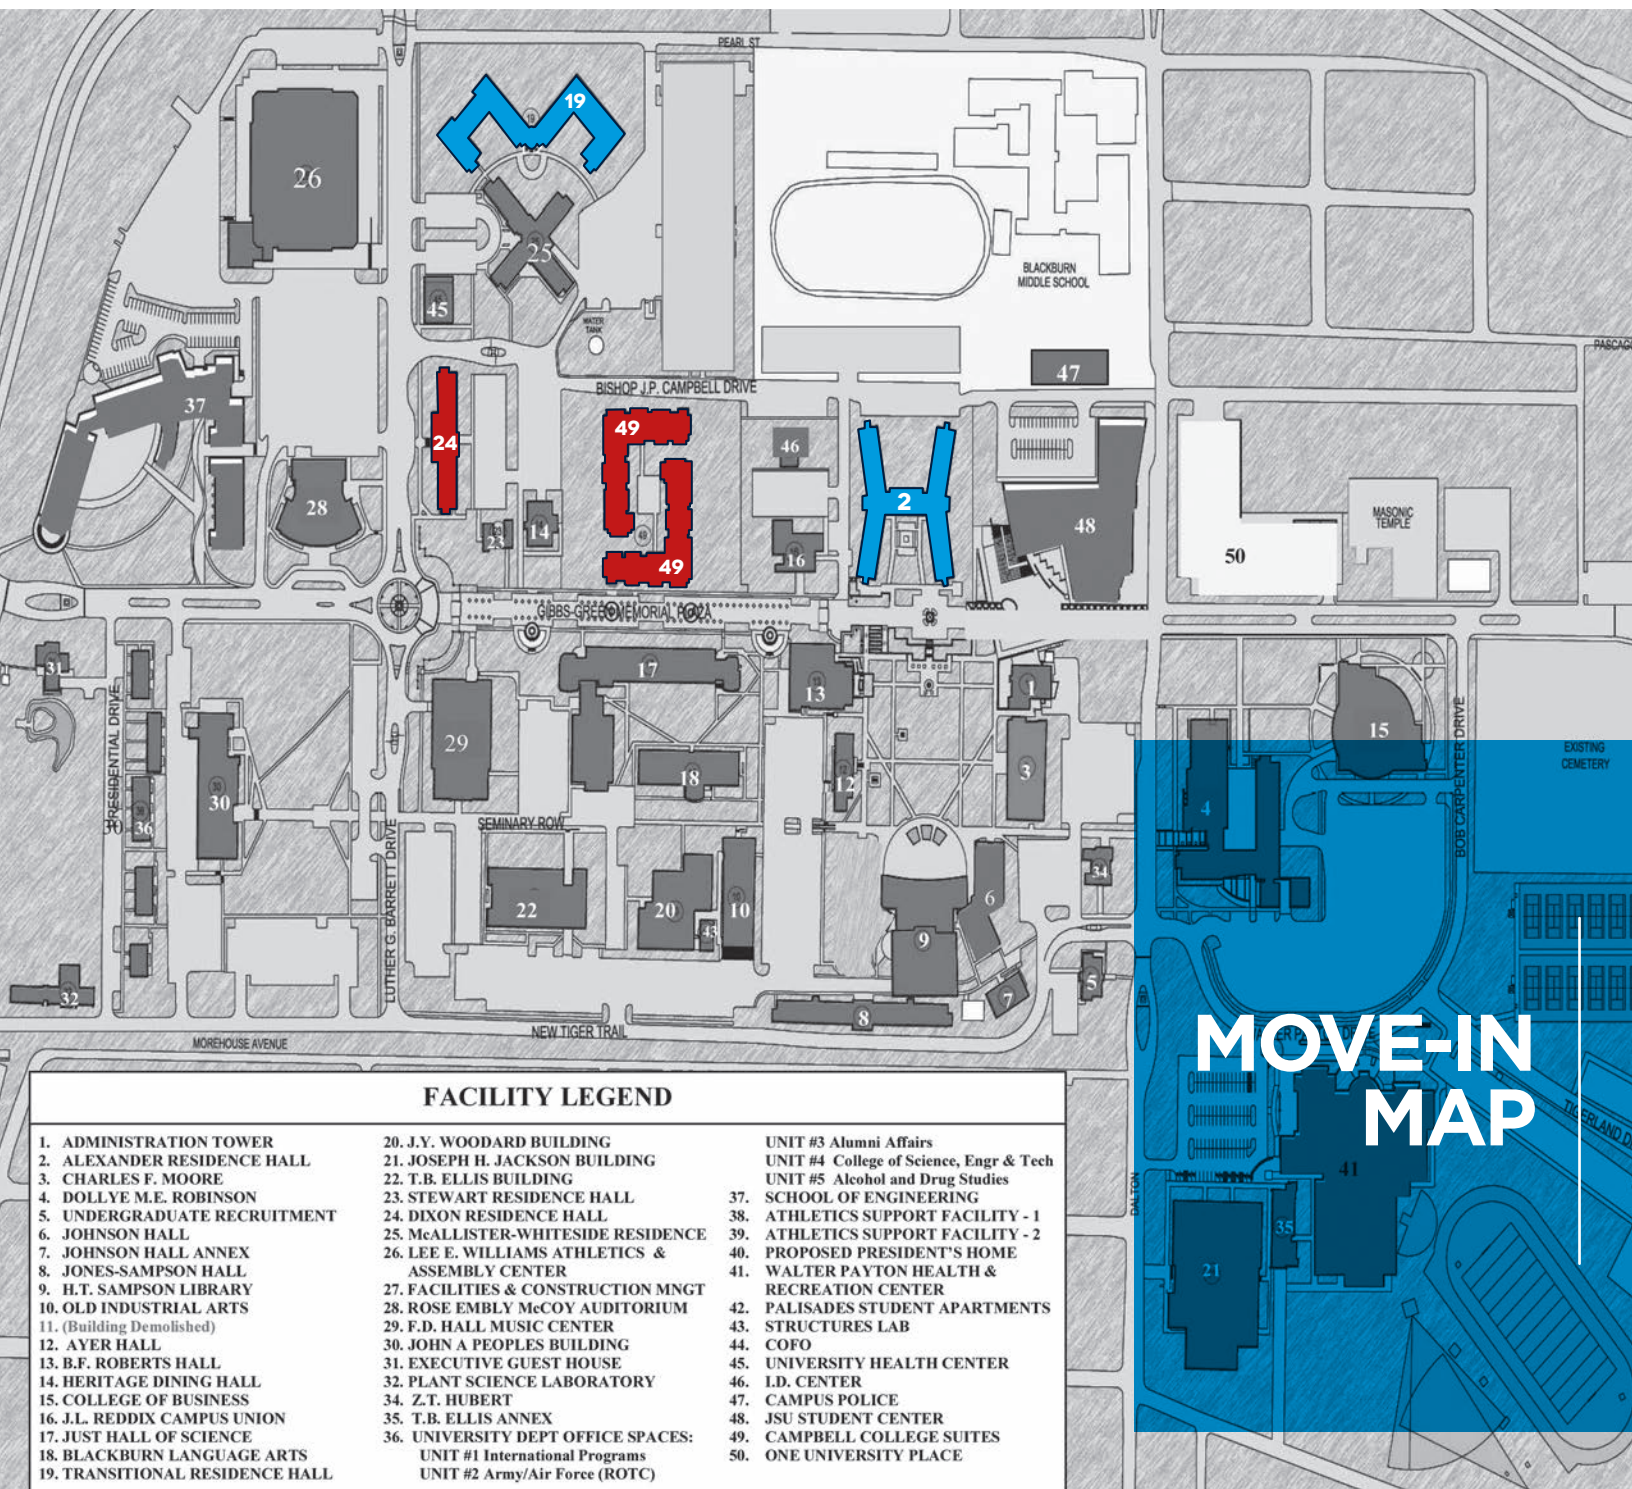 PEARL ST
19
19
26
25
45
WATER
TANK
BLACKBURN
MIDDLE SCHOOL
47
PASCAG
BISHOP J.P. CAMPBELL DRIVE
37
24
49
46
2
28
23
14
49
16
48
50
MASONIC
TEMPLE
49
GIBBS-GREEN MEMORIAL PLAZA
31
17
13
1
15
PRESIDENTIAL DRIVE
29
18
12
3
BOB CARPENTER DRIVE
EXISTING
CEMETERY
30
36
4
LUTHER G. BARRETT DRIVE
SEMINARY ROW
22
20
43
10
9
6
34
32
8
7
5
NEW TIGER TRAIL
MOREHOUSE AVENUE
MOVE-IN
MAP
TIGERLAND D
DALTON
41
35
21
FACILITY LEGEND
1. ADMINISTRATION TOWER
2. ALEXANDER RESIDENCE HALL
3. CHARLES F. MOORE
4. DOLLYE M.E. ROBINSON
5. UNDERGRADUATE RECRUITMENT
6. JOHNSON HALL
7. JOHNSON HALL ANNEX
8. JONES-SAMPSON HALL
9. H.T. SAMPSON LIBRARY
10. OLD INDUSTRIAL ARTS
11. (Building Demolished)
12. AYER HALL
13. B.F. ROBERTS HALL
14. HERITAGE DINING HALL
15. COLLEGE OF BUSINESS
16. J.L. REDDIX CAMPUS UNION
17. JUST HALL OF SCIENCE
18. BLACKBURN LANGUAGE ARTS
19. TRANSITIONAL RESIDENCE HALL
20. J.Y. WOODARD BUILDING
21. JOSEPH H. JACKSON BUILDING
22. T.B. ELLIS BUILDING
23. STEWART RESIDENCE HALL
24. DIXON RESIDENCE HALL
25. McALLISTER-WHITESIDE RESIDENCE
26. LEE E. WILLIAMS ATHLETICS &
ASSEMBLY CENTER
27. FACILITIES & CONSTRUCTION MNGT
28. ROSE EMBLY McCOY AUDITORIUM
29. F.D. HALL MUSIC CENTER
30. JOHN A PEOPLES BUILDING
31. EXECUTIVE GUEST HOUSE
32. PLANT SCIENCE LABORATORY
34. Z.T. HUBERT
35. T.B. ELLIS ANNEX
36. UNIVERSITY DEPT OFFICE SPACES:
UNIT #1 International Programs
UNIT #2 Army/Air Force (ROTC)
UNIT #3 Alumni Affairs
UNIT #4 College of Science, Engr & Tech
UNIT #5 Alcohol and Drug Studies
37. SCHOOL OF ENGINEERING
38. ATHLETICS SUPPORT FACILITY - 1
39. ATHLETICS SUPPORT FACILITY - 2
40. PROPOSED PRESIDENT'S HOME
41. WALTER PAYTON HEALTH &
RECREATION CENTER
42. PALISADES STUDENT APARTMENTS
43. STRUCTURES LAB
44. COFO
45. UNIVERSITY HEALTH CENTER
46. I.D. CENTER
47. CAMPUS POLICE
48. JSU STUDENT CENTER
49. CAMPBELL COLLEGE SUITES
50. ONE UNIVERSITY PLACE